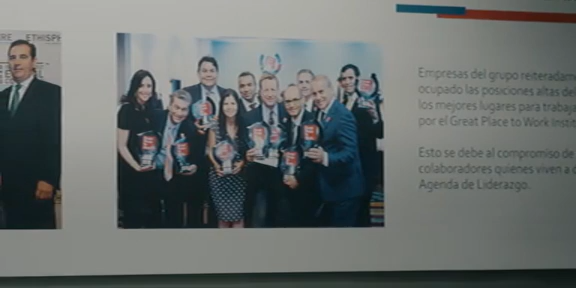 ETHISPH
Empresas del grupo reiteradam
ocupado las posiciones altas de
los mejores lugares para trabaja
por el Great Place to Work Instit
Esto se debe al compromiso de
colaboradores quienes viven a d
Agenda de Liderazgo.